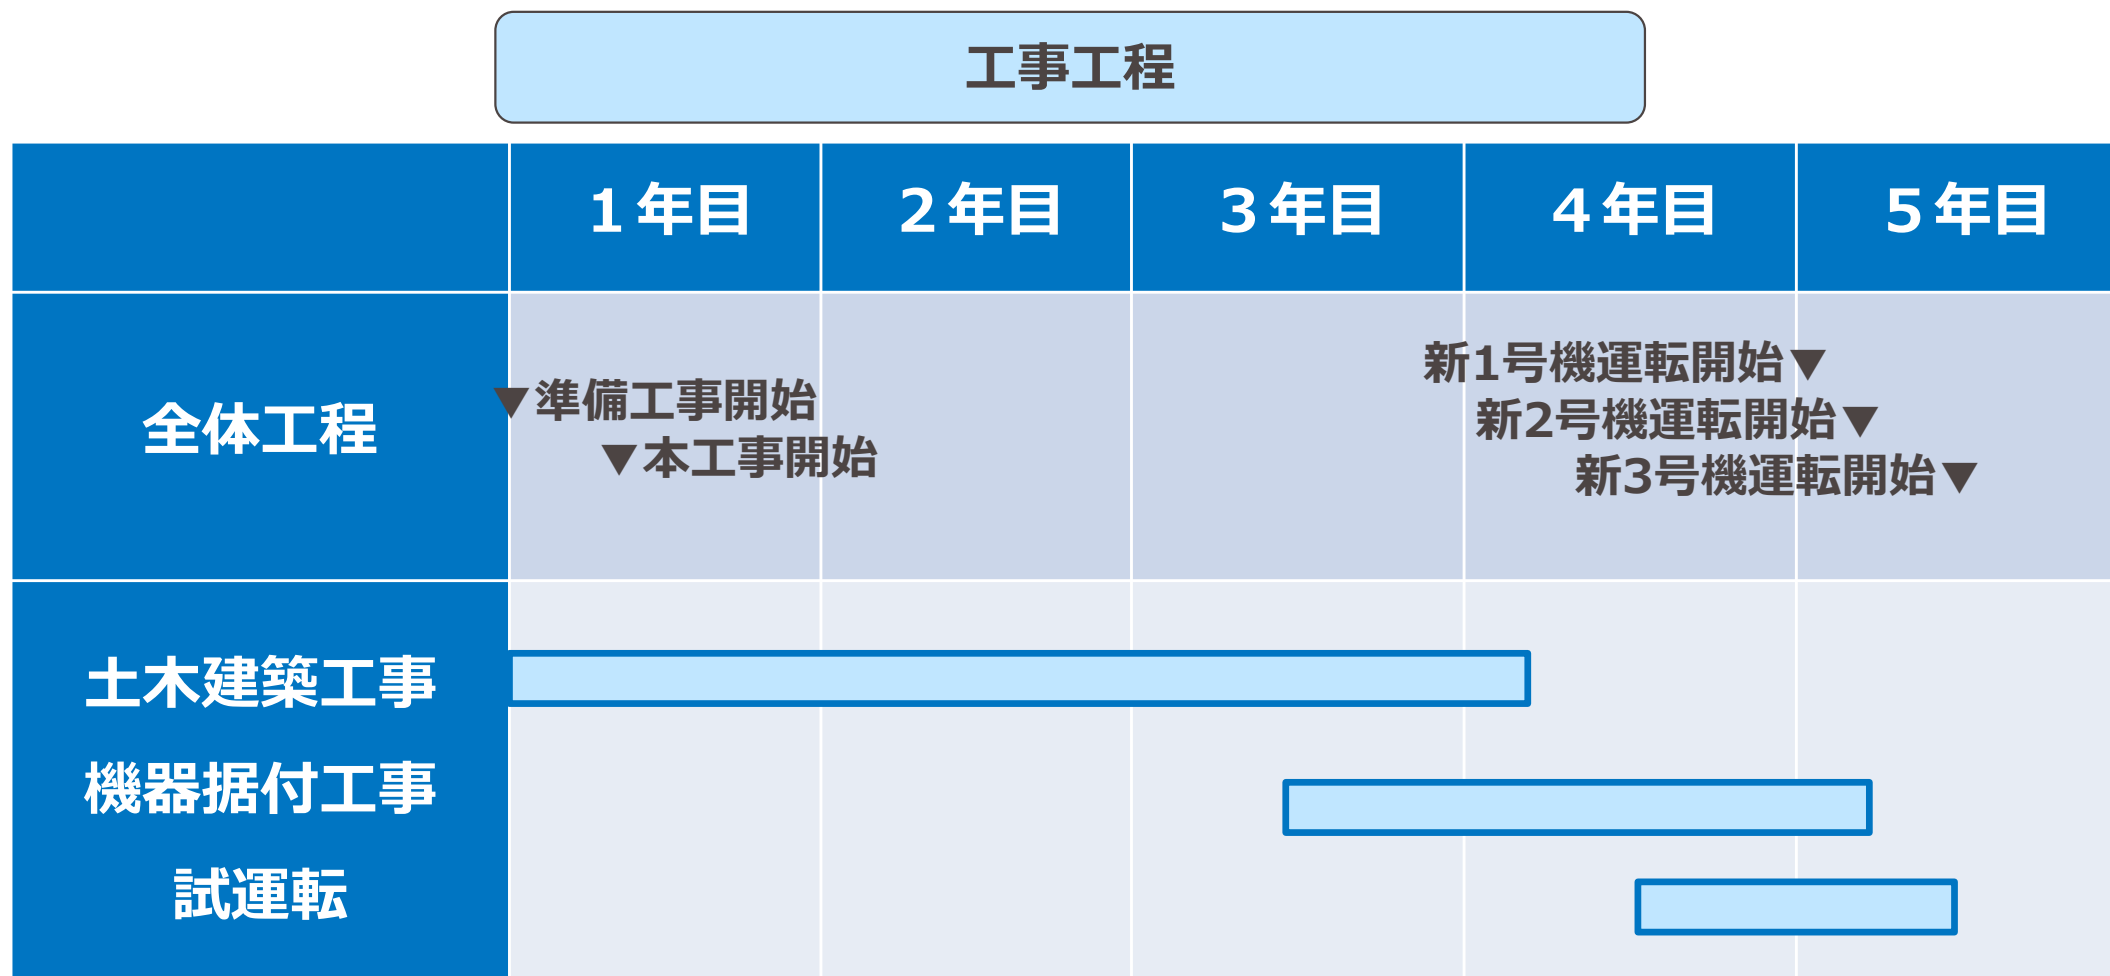 工事工程
１年目
２年目
３年目
４年目
５年目
全体工程
▼準備工事開始
▼本工事開始
新1号機運転開始▼
新2号機運転開始▼
新3号機運転開始▼
土木建築工事
機器据付工事
試運転